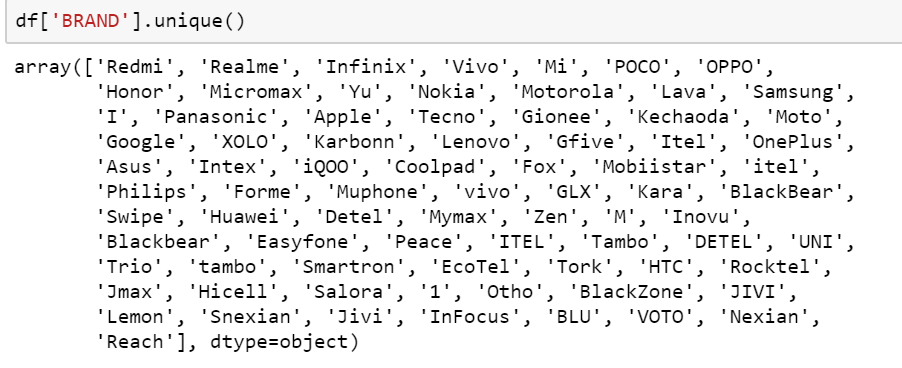 df['BRAND'].unique()
array(['Redmi', 'Realme', 'Infinix', 'Vivo', 'Mi', 'POCO', 'OPPO',
'Honor', 'Micromax', 'Yu', 'Nokia', 'Motorola', 'Lava', 'Samsung',
'I', 'Panasonic', 'Apple', 'Tecno', 'Gionee', 'Kechaoda', 'Moto',
'Google', 'XOLO', 'Karbonn', 'Lenovo', 'Gfive', 'Itel', 'OnePlus',
'Asus', 'Intex', 'iQOO', 'Coolpad', 'Fox', 'Mobiistar', 'itel',
'Philips', 'Forme', 'Muphone', 'vivo', 'GLX', 'Kara', 'BlackBear',
'Swipe', 'Huawei', 'Detel', 'Mymax', 'Zen', 'M', 'Inovu',
'Blackbear', 'Easyfone', 'Peace', 'ITEL', 'Tambo', 'DETEL', 'UNI',
'Trio', 'tambo', 'Smartron', 'EcoTel', 'Tork', 'HTC', 'Rocktel',
'Jmax', 'Hicell', 'Salora', '1', 'Otho', 'BlackZone', 'JIVI',
'Lemon', 'Snexian', 'Jivi', 'InFocus', 'BLU', 'VOTO', 'Nexian',
'Reach'], dtype=object)